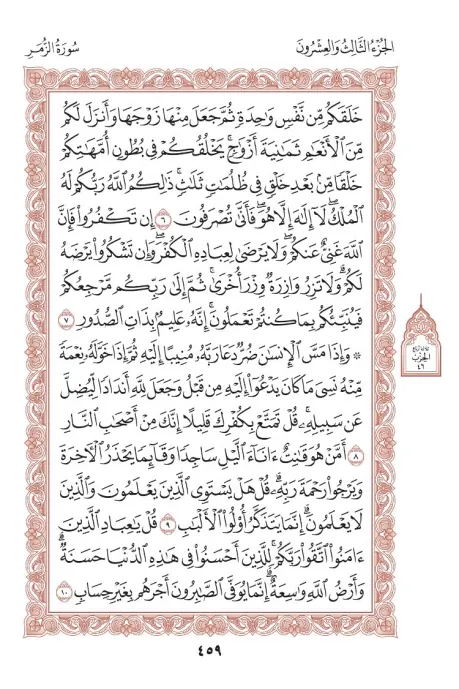 سُورَةُ الزُّمَرِ
الجُزْءُ الثَّالِثُ وَالعِشْرُونَ
خَلَقَكُم مِّن نَّفْسٍ وَٰحِدَةٍ ثُمَّ جَعَلَ مِنْهَا زَوْجَهَا وَأَنزَلَ لَكُم
مِّنَ ٱلْأَنْعَٰمِ ثَمَٰنِيَةَ أَزْوَٰجٍ ۚ يَخْلُقُكُمْ فِى بُطُونِ أُمَّهَٰتِكُمْ
خَلْقًا مِّنۢ بَعْدِ خَلْقٍ فِى ظُلُمَٰتٍ ثَلَٰثٍ ۚ ذَٰلِكُمُ ٱللَّهُ رَبُّكُمْ لَهُ
ٱلْمُلْكُ ۖ لَآ إِلَٰهَ إِلَّا هُوَ ۖ فَأَنَّىٰ تُصْرَفُونَ ٦ إِن تَكْفُرُوا۟ فَإِنَّ
ٱللَّهَ غَنِىٌّ عَنكُمْ ۖ وَلَا يَرْضَىٰ لِعِبَادِهِ ٱلْكُفْرَ ۖ وَإِن تَشْكُرُوا۟ يَرْضَهُ
لَكُمْ ۗ وَلَا تَزِرُ وَازِرَةٌ وِزْرَ أُخْرَىٰ ۗ ثُمَّ إِلَىٰ رَبِّكُم مَّرْجِعُكُمْ
فَيُنَبِّئُكُم بِمَا كُنتُمْ تَعْمَلُونَ ۚ إِنَّهُۥ عَلِيمٌۢ بِذَاتِ ٱلصُّدُورِ ٧
۞ وَإِذَا مَسَّ ٱلْإِنسَٰنَ ضُرٌّ دَعَا رَبَّهُۥ مُنِيبًا إِلَيْهِ ثُمَّ إِذَا خَوَّلَهُۥ نِعْمَةً
مِّنْهُ نَسِىَ مَا كَانَ يَدْعُوٓا۟ إِلَيْهِ مِن قَبْلُ وَجَعَلَ لِلَّهِ أَندَادًا لِّيُضِلَّ
عَن سَبِيلِهِۦ ۚ قُلْ تَمَتَّعْ بِكُفْرِكَ قَلِيلًا ۖ إِنَّكَ مِنْ أَصْحَٰبِ ٱلنَّارِ
٨ أَمَّنْ هُوَ قَٰنِتٌ ءَانَآءَ ٱلَّيْلِ سَاجِدًا وَقَآئِمًا يَحْذَرُ ٱلْءَاخِرَةَ
وَيَرْجُوا۟ رَحْمَةَ رَبِّهِۦ ۗ قُلْ هَلْ يَسْتَوِى ٱلَّذِينَ يَعْلَمُونَ وَٱلَّذِينَ
لَا يَعْلَمُونَ ۗ إِنَّمَا يَتَذَكَّرُ أُو۟لُوا۟ ٱلْأَلْبَٰبِ ٩ قُلْ يَٰعِبَادِ ٱلَّذِينَ
ءَامَنُوا۟ ٱتَّقُوا۟ رَبَّكُمْ ۚ لِلَّذِينَ أَحْسَنُوا۟ فِى هَٰذِهِ ٱلدُّنْيَا حَسَنَةٌ ۗ
وَأَرْضُ ٱللَّهِ وَٰسِعَةٌ ۗ إِنَّمَا يُوَفَّى ٱلصَّٰبِرُونَ أَجْرَهُم بِغَيْرِ حِسَابٍ ١٠
الحزب
٤٦
٤٥٩